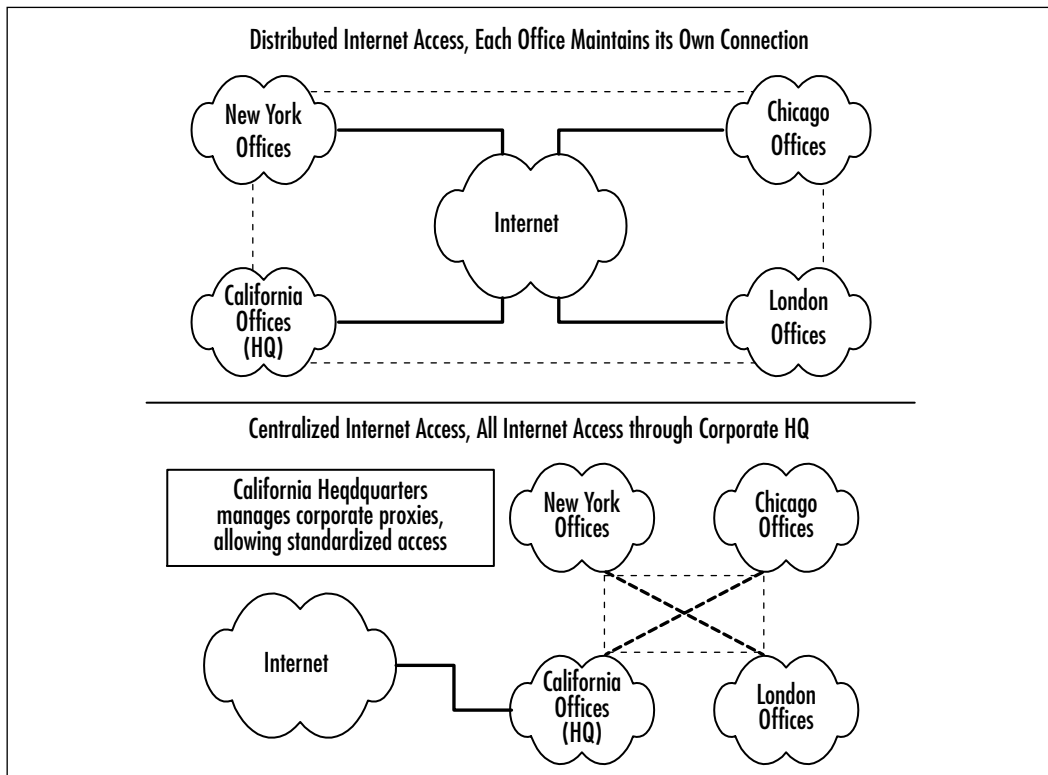 Distributed Internet Access, Each Office Maintains its Own Connection
New York
Offices
Chicago
Offices
Internet
California
Offices
(HQ)
London
Offices
Centralized Internet Access, All Internet Access through Corporate HQ
California Heqdquarters
manages corporate proxies,
allowing standardized access
New York
Offices
Chicago
Offices
Internet
California
Offices
(HQ)
London
Offices